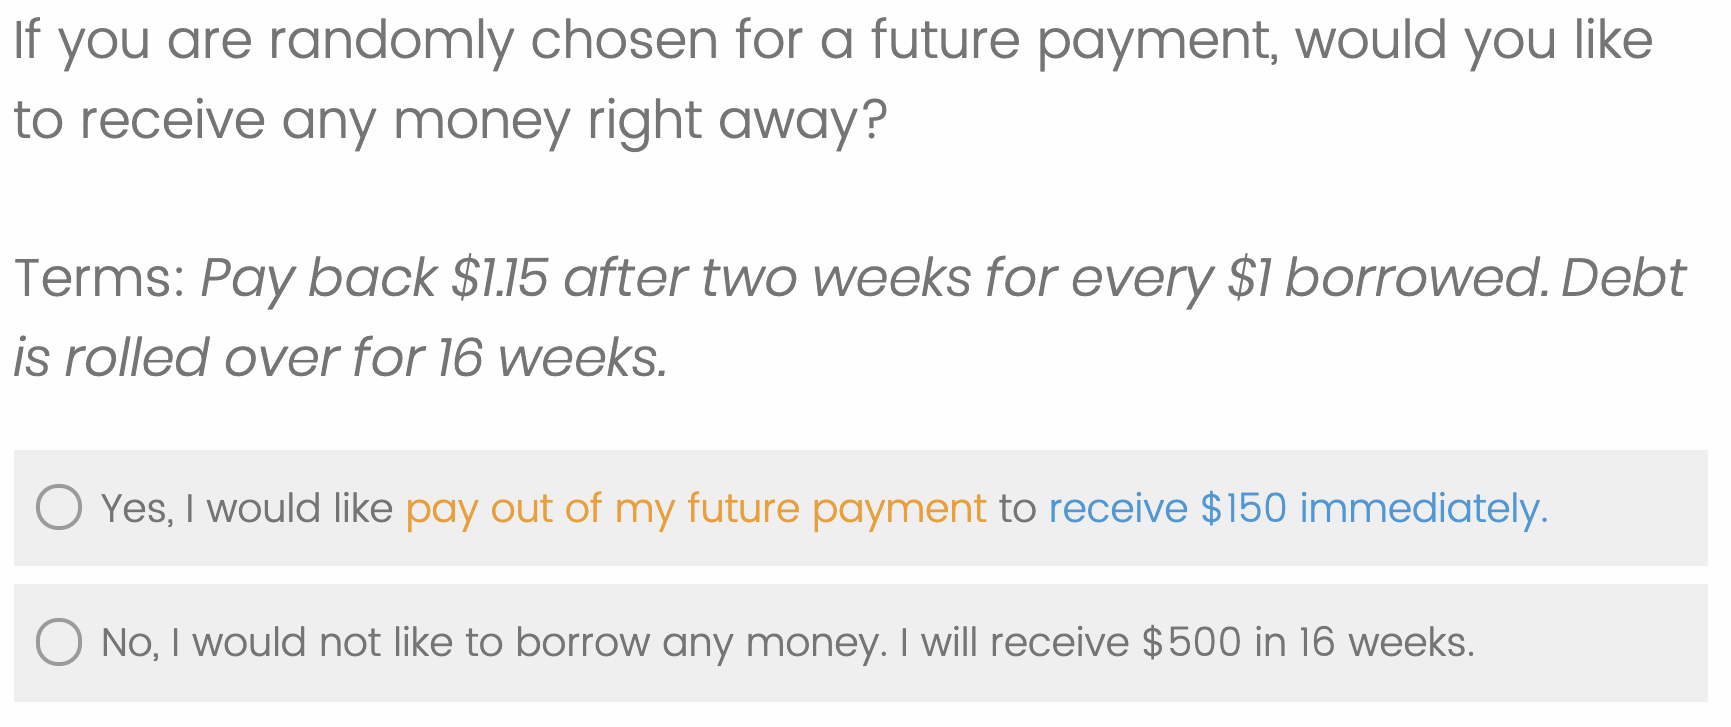 If you are randomly chosen for a future payment, would you like
to receive any money right away?
Terms: Pay back $1.15 after two weeks for every $1 borrowed. Debt
is rolled over for 16 weeks.
Yes, I would like pay out of my future payment to receive $150 immediately.
No, I would not like to borrow any money. I will receive $500 in 16 weeks.